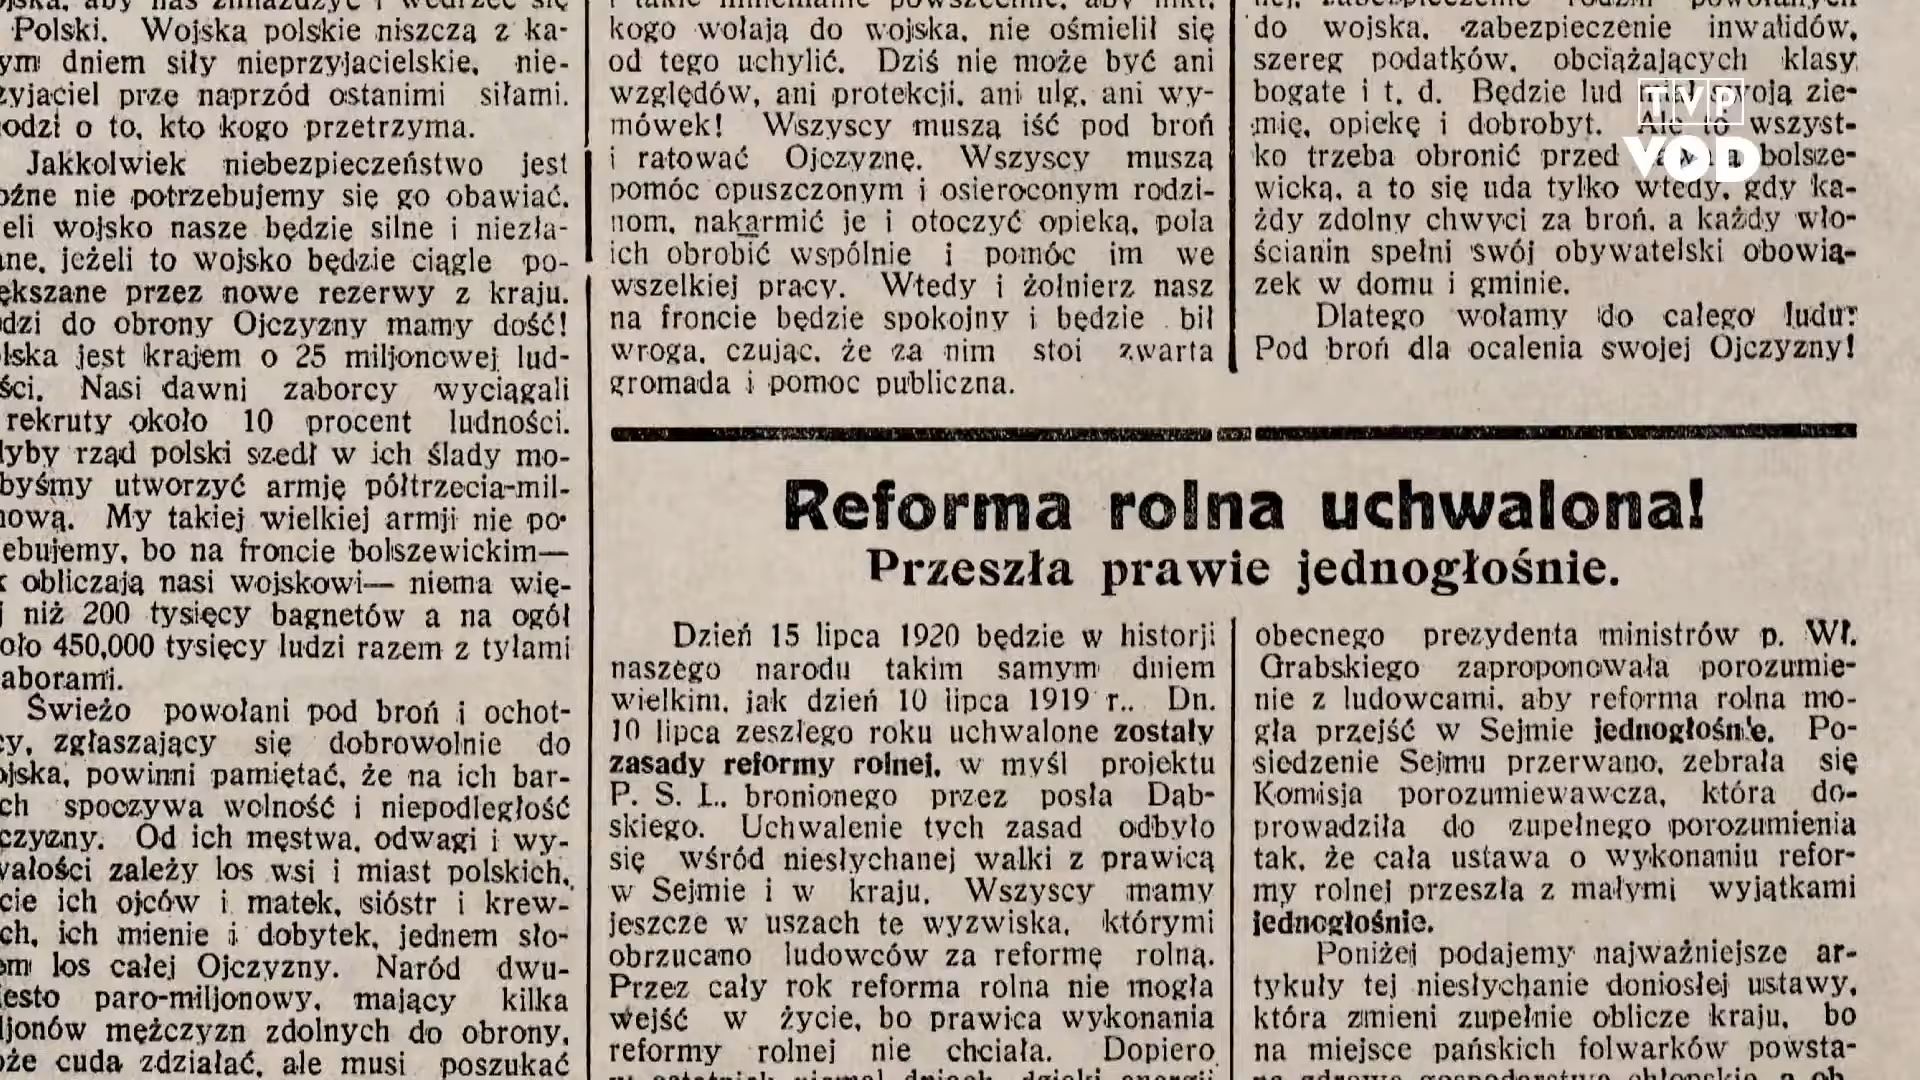 Polski. Wojska polskie niszczą z ka-
dniem siły nieprzyjacielskie, nie-
prze naprzód ostanimi siłami.
o to, kto kogo przetrzyma.
Jakkolwiek niebezpieczeństwo jest
nie potrzebujemy się go obawiać,
wojsko nasze będzie silne i niezła-
jeżeli to wojsko będzie ciągle po-
przez nowe rezerwy z kraju.
do obrony Ojczyzny mamy dość!
jest krajem o 25 miljonowej lud-
Nasi dawni zaborcy wyciągali
rekruty około 10 procent ludności.
rząd polski szedł w ich ślady mo-
utworzyć armję półtrzecia-mil-
My takiej wielkiej armji nie po-
bo na froncie bolszewickim—
obliczają nasi wojskowi— niema wię-
niż 200 tysięcy bagnetów a na ogół
450,000 tysięcy ludzi razem z tyłami
Świeżo powołani pod broń i ochot-
zgłaszający się dobrowolnie do
powinni pamiętać, że na ich bar-
spoczywa wolność i niepodległość
Od ich męstwa, odwagi i wy-
zależy los wsi i miast polskich,
ich ojców i matek, sióstr i krew-
ich mienie i dobytek, jednem sło-
los całej Ojczyzny. Naród dwu-
paro-miljonowy, mający kilka
mężczyzn zdolnych do obrony,
cuda zdziałać, ale musi poszukać
kogo wołają do wojska, nie ośmielił się
od tego uchylić. Dziś nie może być ani
względów, ani protekcji, ani ulg, ani wy-
mówek! Wszyscy muszą iść pod broń
i ratować Ojczyznę. Wszyscy muszą
pomóc opuszczonym i osieroconym rodzi-
nom, nakarmić je i otoczyć opieką, pola
ich obrobić wspólnie i pomóc im we
wszelkiej pracy. Wtedy i żołnierz nasz
na froncie będzie spokojny i będzie bił
wroga, czując, że za nim stoi zwarta
gromada i pomoc publiczna.
do wojska, zabezpieczenie inwalidów,
szereg podatków, obciążających klasy
bogate i t. d. Będzie lud miał swoją zie-
mię, opiekę i dobrobyt. Ale to wszyst-
ko trzeba obronić przed bolsze-
wicką, a to się uda tylko wtedy, gdy ka-
żdy zdolny chwyci za broń, a każdy wło-
ścianin spełni swój obywatelski obowią-
zek w domu i gminie.
Dlatego wołamy do całego ludu:
Pod broń dla ocalenia swojej Ojczyzny!
TVP
VOD
Reforma rolna uchwalona!
Przeszła prawie jednogłośnie.
Dzień 15 lipca 1920 będzie w historji
naszego narodu takim samym dniem
wielkim, jak dzień 10 lipca 1919 r.. Dn.
10 lipca zeszłego roku uchwalone zostały
zasady reformy rolnej, w myśl projektu
P. S. L., bronionego przez posła Dąb-
skiego. Uchwalenie tych zasad odbyło
się wśród niesłychanej walki z prawicą
w Sejmie i w kraju. Wszyscy mamy
jeszcze w uszach te wyzwiska, którymi
obrzucano ludowców za reformę rolną.
Przez cały rok reforma rolna nie mogła
wejść w życie, bo prawica wykonania
reformy rolnej nie chciała. Dopiero
obecnego prezydenta ministrów p. Wł.
Grabskiego zaproponowała porozumie-
nie z ludowcami, aby reforma rolna mo-
gła przejść w Sejmie jednogłośnie. Po-
siedzenie Sejmu przerwano, zebrała się
Komisja porozumiewawcza, która do-
prowadziła do zupełnego porozumienia
tak, że cała ustawa o wykonaniu refor-
my rolnej przeszła z małymi wyjątkami
jednogłośnie.
Poniżej podajemy najważniejsze ar-
tykuły tej niesłychanie doniosłej ustawy,
która zmieni zupełnie oblicze kraju, bo
na miejsce pańskich folwarków powsta-